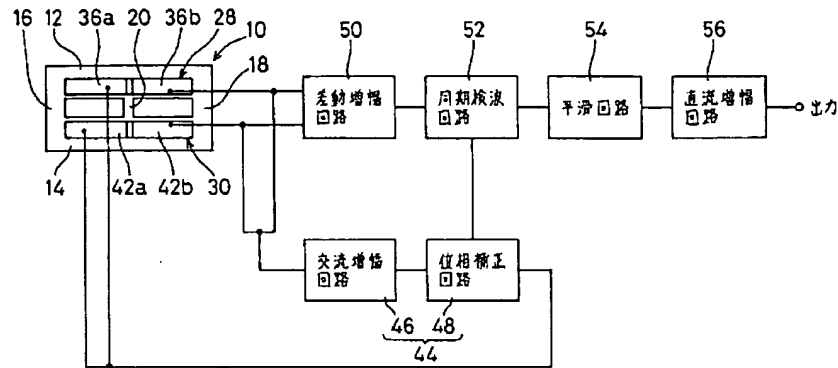 36a
20
36b
28
10
12
16
18
14
42a
42b
30
50
差動増幅
回路
52
同期検波
回路
54
平滑回路
56
直流増幅
回路
出力
交流増幅
回路
位相補正
回路
46
48
44